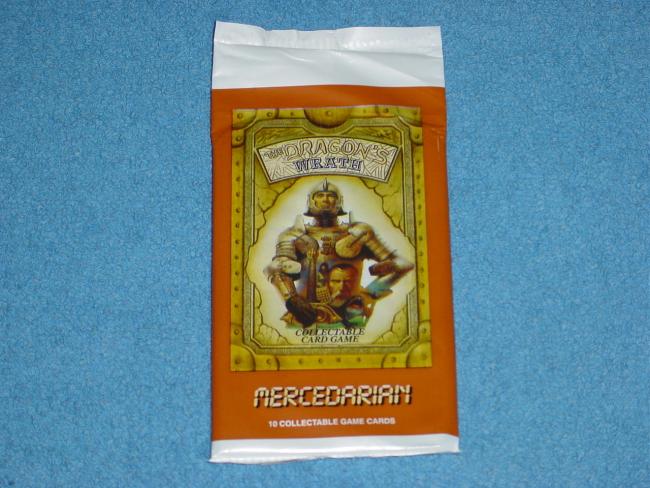 THE DRAGON'S
WRATH
COLLECTABLE
CARD GAME
MERCEDARIAN
10 COLLECTABLE GAME CARDS